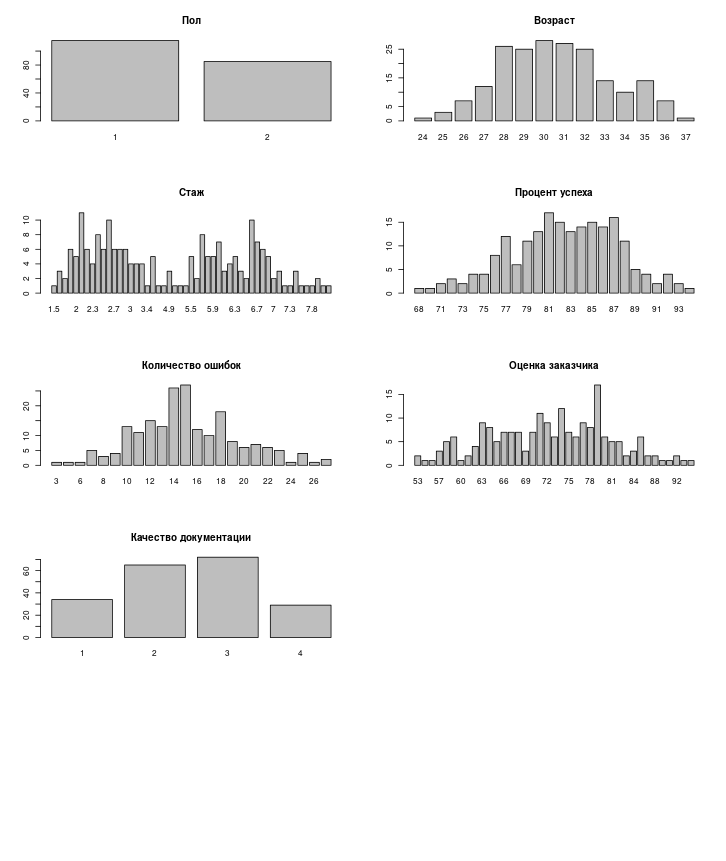 Пол
0 40 80
1 2
Возраст
0 5 15 25
24 25 26 27 28 29 30 31 32 33 34 35 36 37
Стаж
0 2 4 6 8 10
1.5 2 2.3 2.7 3 3.4 4.9 5.5 5.9 6.3 6.7 7 7.3 7.8
Процент успеха
0 5 10 15
68 71 73 75 77 79 81 83 85 87 89 91 93
Количество ошибок
0 5 10 20
3 6 8 10 12 14 16 18 20 22 24 26
Оценка заказчика
0 5 10 15
53 57 60 63 66 69 72 75 78 81 84 88 92
Качество документации
0 20 40 60
1 2 3 4